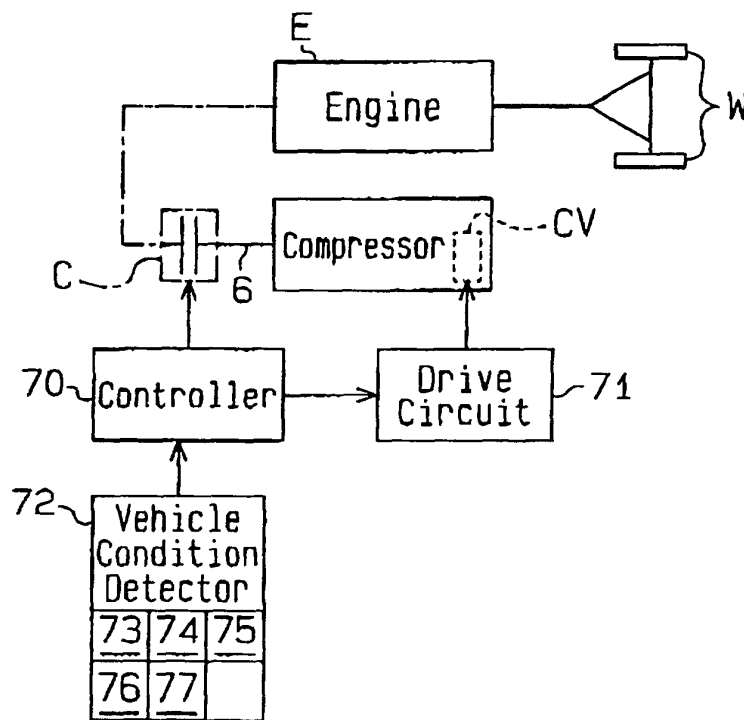 E
Engine
W
Compressor
CV
C
6
70
Controller
Drive
Circuit
71
72
Vehicle
Condition
Detector
73 74 75
76 77